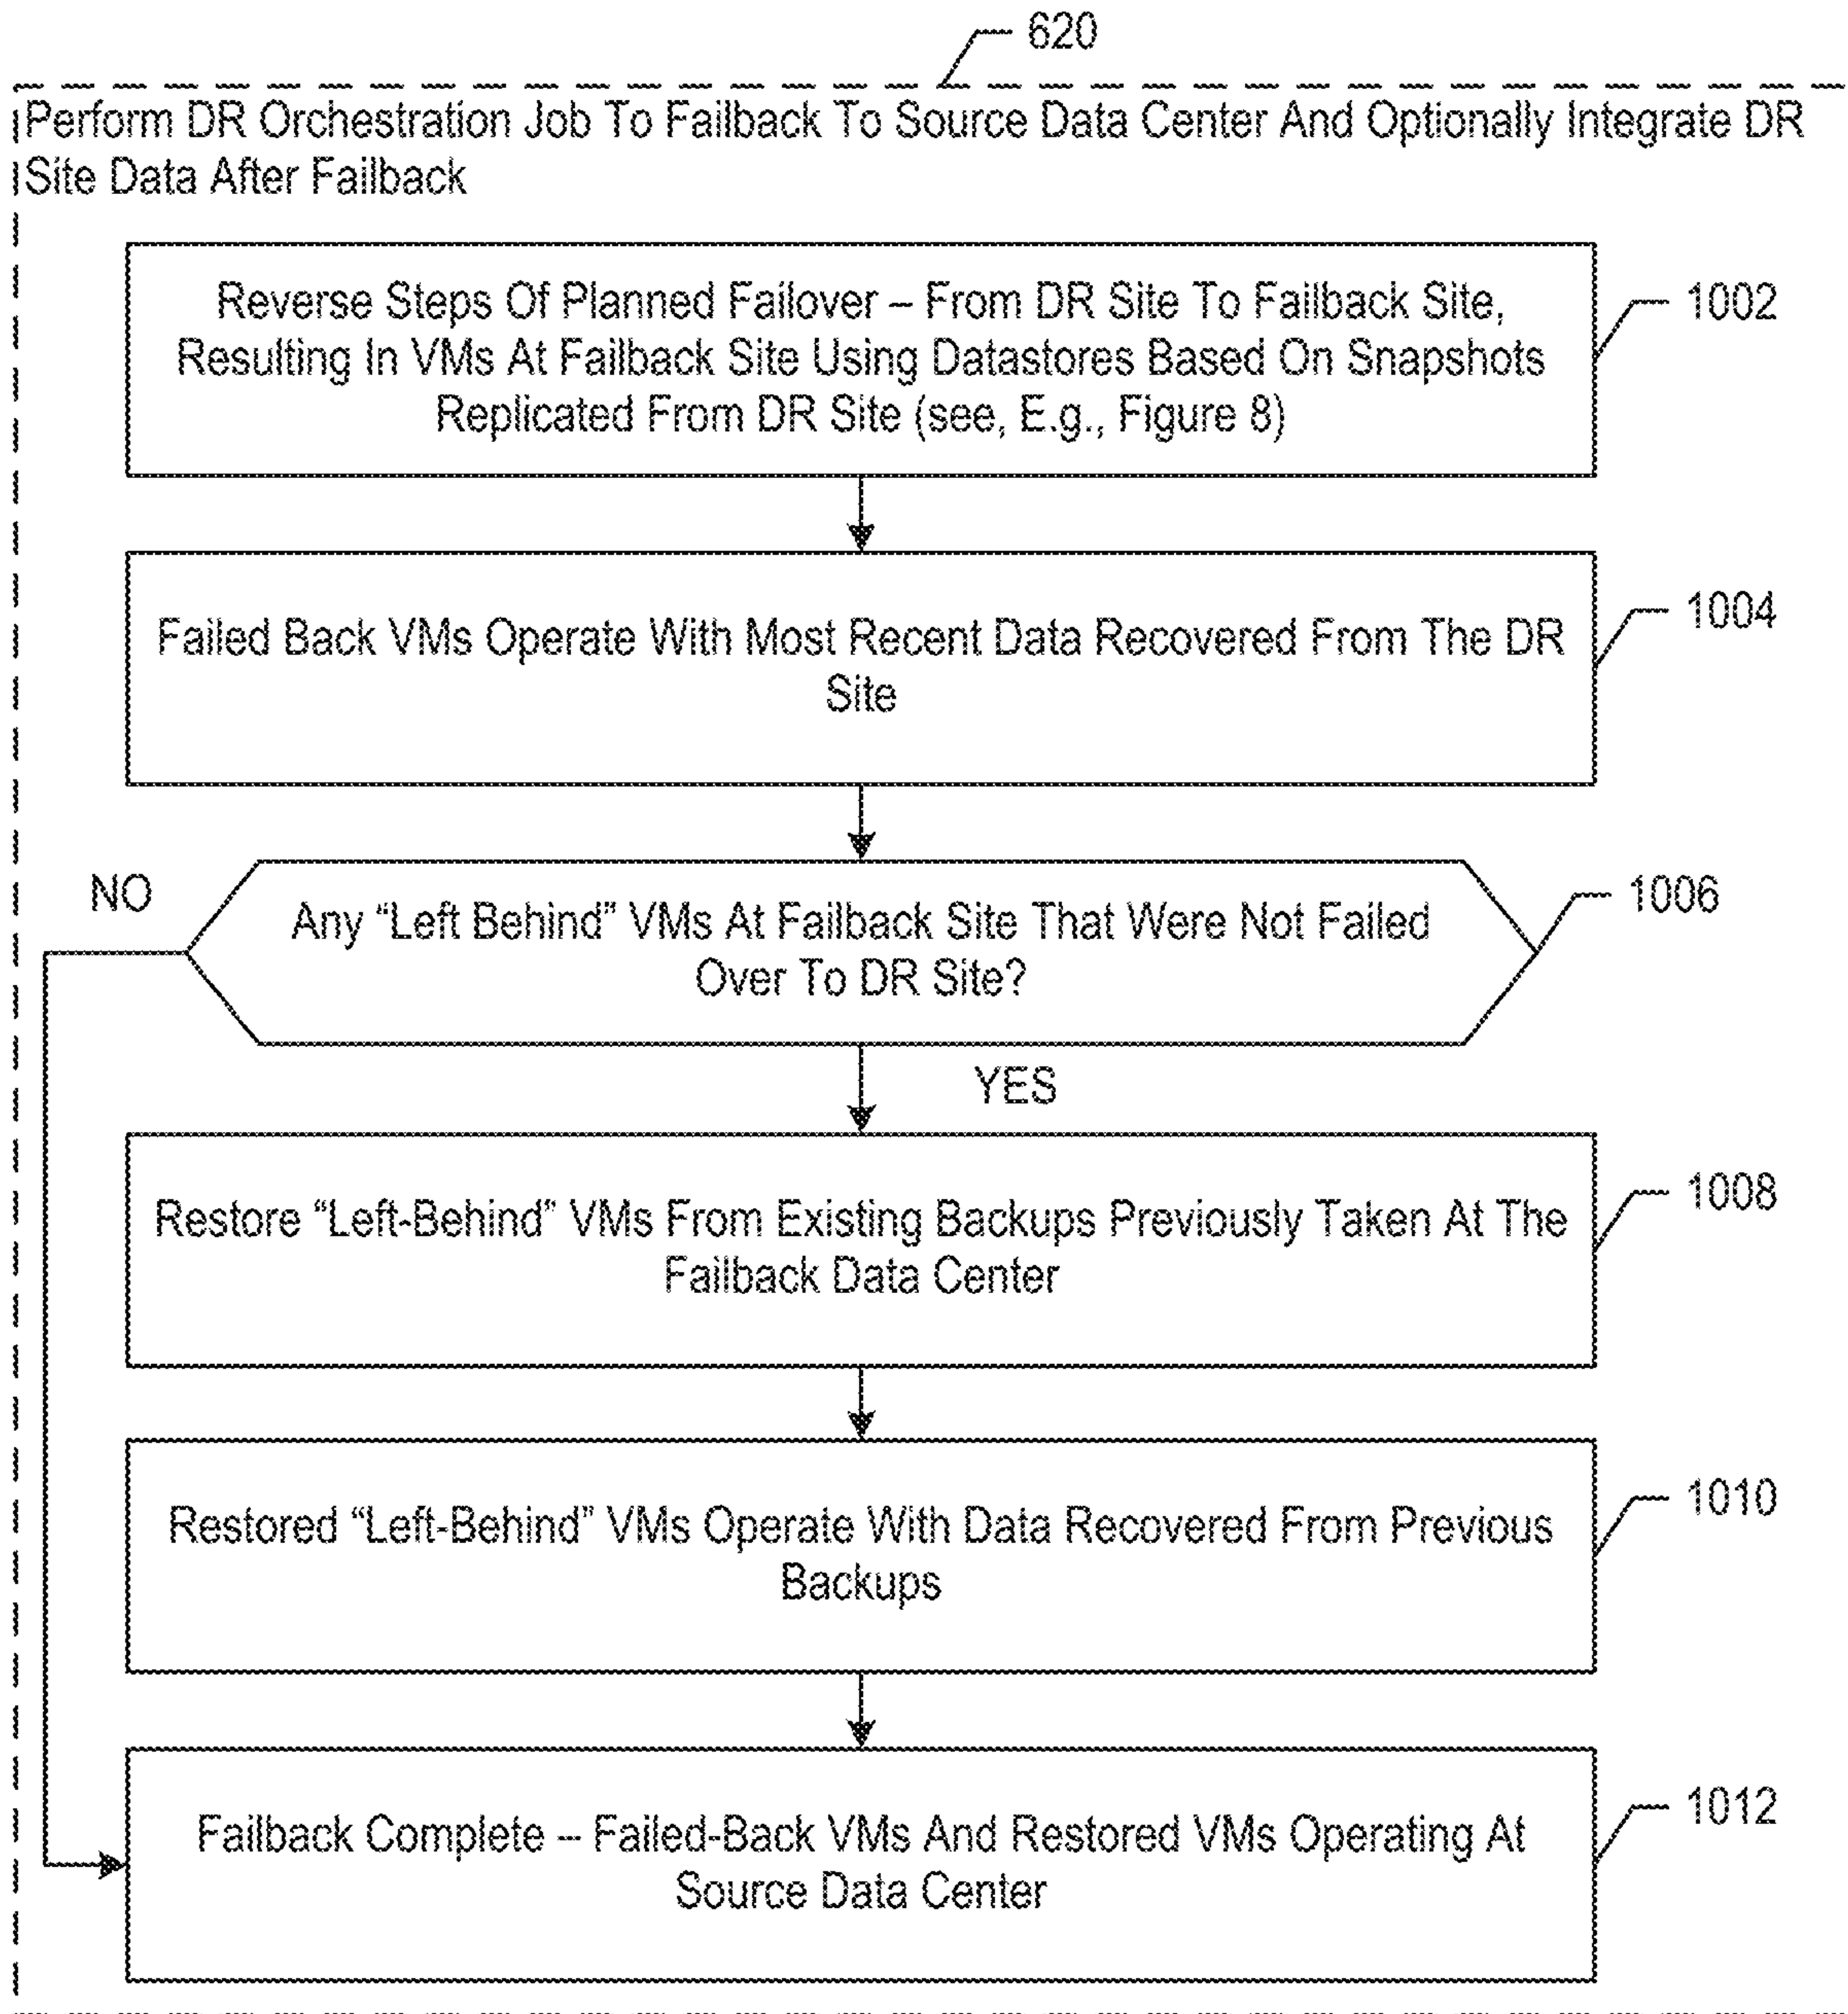 620
Perform DR Orchestration Job To Failback To Source Data Center And Optionally Integrate DR
Site Data After Failback
Reverse Steps Of Planned Failover – From DR Site To Failback Site,
Resulting In VMs At Failback Site Using Datastores Based On Snapshots
Replicated From DR Site (see, E.g., Figure 8)
1002
Failed Back VMs Operate With Most Recent Data Recovered From The DR
Site
1004
NO
Any “Left Behind” VMs At Failback Site That Were Not Failed
Over To DR Site?
1006
YES
Restore “Left-Behind” VMs From Existing Backups Previously Taken At The
Failback Data Center
1008
Restored “Left-Behind” VMs Operate With Data Recovered From Previous
Backups
1010
Failback Complete – Failed-Back VMs And Restored VMs Operating At
Source Data Center
1012